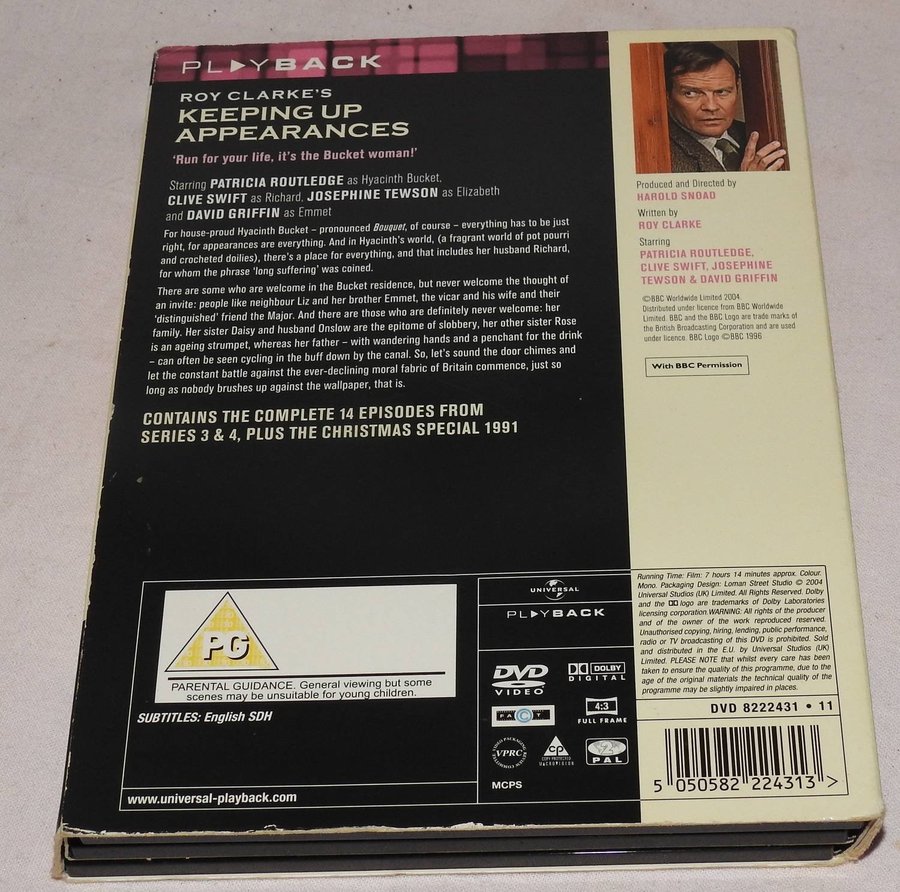 PLAYBACK
ROY CLARKE'S
KEEPING UP
APPEARANCES
'Run for your life, it's the Bucket woman!'
Starring PATRICIA ROUTLEDGE as Hyacinth Bucket,
CLIVE SWIFT as Richard, JOSEPHINE TEWSON as Elizabeth
and DAVID GRIFFIN as Emmet
For house-proud Hyacinth Bucket – pronounced Bouquet, of course – everything has to be just
right, for appearances are everything. And in Hyacinth's world, (a fragrant world of pot pourri
and crocheted doilies), there's a place for everything, and that includes her husband Richard,
for whom the phrase 'long suffering' was coined.
There are some who are welcome in the Bucket residence, but never welcome the thought of
an invite: people like neighbour Liz and her brother Emmet, the vicar and his wife and their
'distinguished' friend the Major. And there are those who are definitely never welcome: her
family. Her sister Daisy and husband Onslow are the epitome of slobbery, her other sister Rose
is an ageing strumpet, whereas her father – with wandering hands and a penchant for the drink
– can often be seen cycling in the buff down by the canal. So, let's sound the door chimes and
let the constant battle against the ever-declining moral fabric of Britain commence, just so
long as nobody brushes up against the wallpaper, that is.
CONTAINS THE COMPLETE 14 EPISODES FROM
SERIES 3 & 4, PLUS THE CHRISTMAS SPECIAL 1991
Produced and Directed by
HAROLD SNOAD
Written by
ROY CLARKE
Starring
PATRICIA ROUTLEDGE,
CLIVE SWIFT, JOSEPHINE
TEWSON & DAVID GRIFFIN
©BBC Worldwide Limited 2004.
Distributed under licence from BBC Worldwide
Limited. BBC and the BBC Logo are trade marks of
the British Broadcasting Corporation and are used
under licence. BBC Logo ©BBC 1996
With BBC Permission
PG
PARENTAL GUIDANCE. General viewing but some
scenes may be unsuitable for young children.
SUBTITLES: English SDH
www.universal-playback.com
UNIVERSAL
PLAYBACK
DVD
VIDEO
DOLBY
DIGITAL
PACT
4:3
FULL FRAME
VPRC
CP
COPY PROTECTED
MACROVISION
2
PAL
MCPS
Running Time: Film: 7 hours 14 minutes approx. Colour.
Mono. Packaging Design: Loman Street Studio © 2004
Universal Studios (UK) Limited. All Rights Reserved. Dolby
and the logo are trademarks of Dolby Laboratories
licensing corporation.WARNING: All rights of the producer
and of the owner of the work reproduced reserved.
Unauthorised copying, hiring, lending, public performance,
radio or TV broadcasting of this DVD is prohibited. Sold
and distributed in the E.U. by Universal Studios (UK)
Limited. PLEASE NOTE that whilst every care has been
taken to ensure the quality of this programme, due to the
age of the original materials the technical quality of the
programme may be slightly impaired in places.
DVD 8222431 • 11
5 050582 224313 >